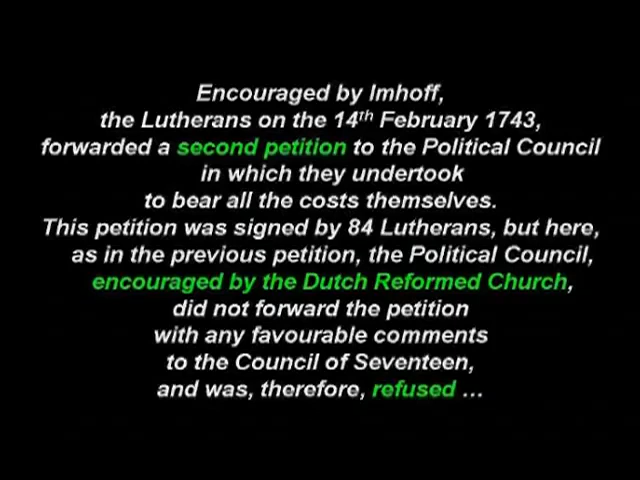 Encouraged by Imhoff,
the Lutherans on the 14th February 1743,
forwarded a second petition to the Political Council
in which they undertook
to bear all the costs themselves.
This petition was signed by 84 Lutherans, but here,
as in the previous petition, the Political Council,
encouraged by the Dutch Reformed Church,
did not forward the petition
with any favourable comments
to the Council of Seventeen,
and was, therefore, refused ...